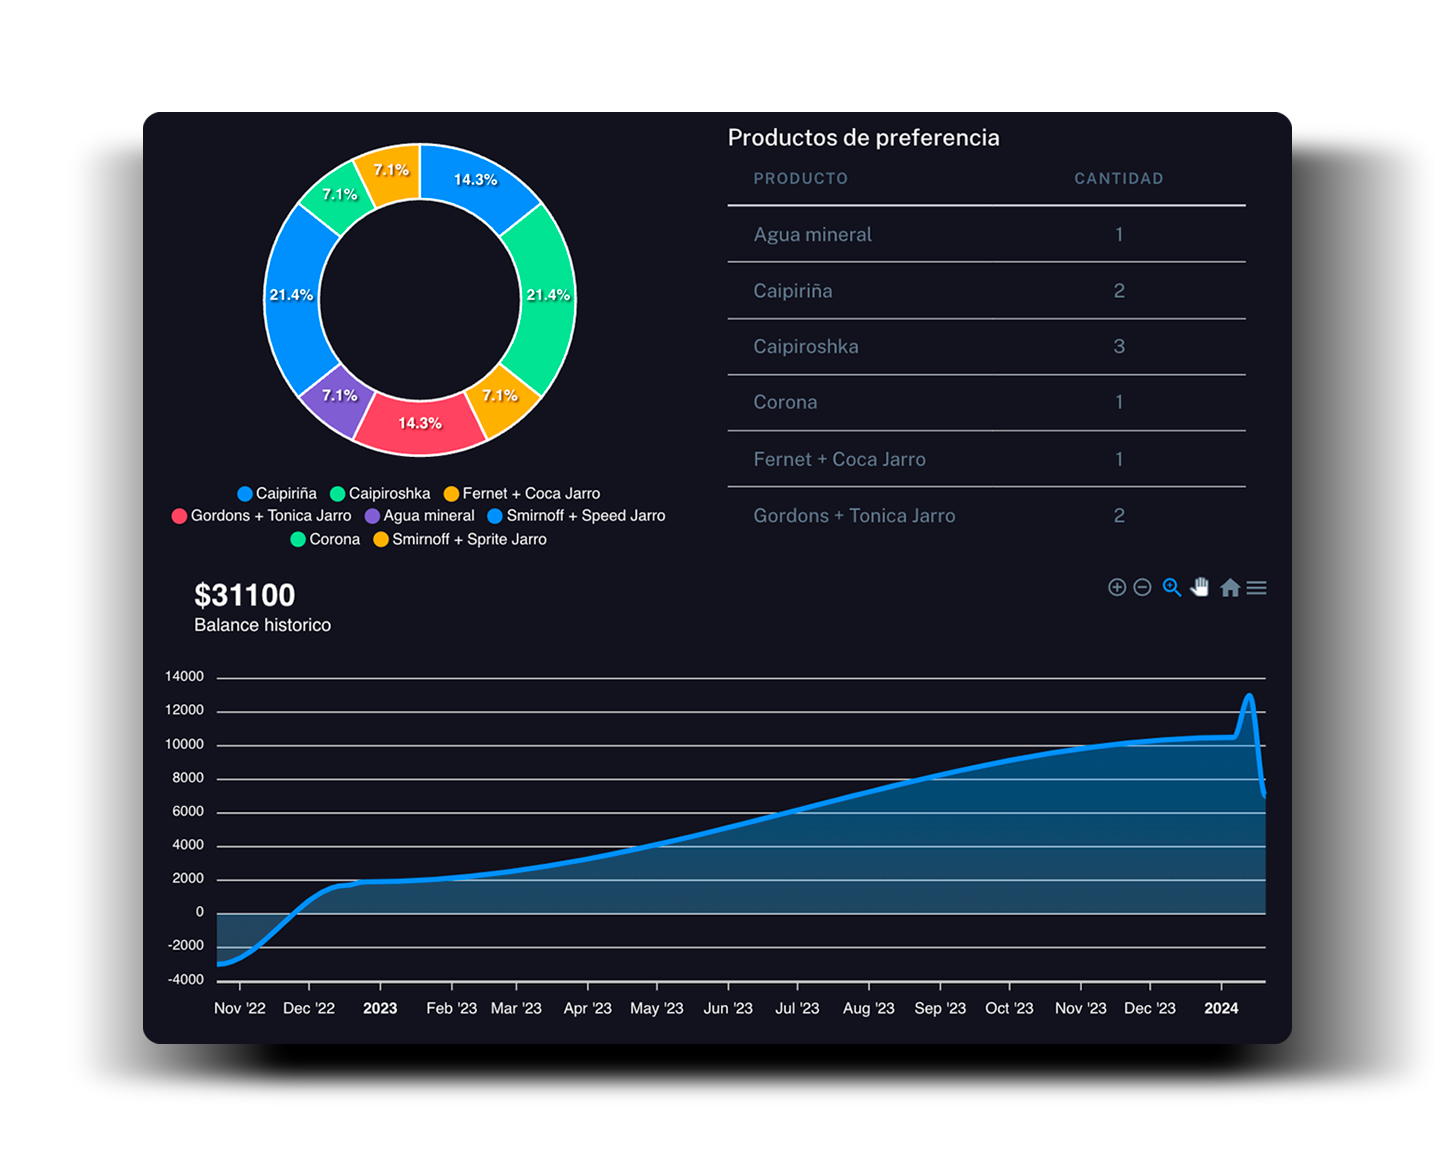 14.3%
21.4%
7.1%
14.3%
7.1%
21.4%
7.1%
7.1%
Caipiriña Caipiroshka Fernet + Coca Jarro
Gordons + Tonica Jarro Agua mineral Smirnoff + Speed Jarro
Corona Smirnoff + Sprite Jarro
Productos de preferencia
PRODUCTO CANTIDAD
Agua mineral 1
Caipiriña 2
Caipiroshka 3
Corona 1
Fernet + Coca Jarro 1
Gordons + Tonica Jarro 2
$31100
Balance historico
14000
12000
10000
8000
6000
4000
2000
0
-2000
-4000
Nov '22 Dec '22 2023 Feb '23 Mar '23 Apr '23 May '23 Jun '23 Jul '23 Aug '23 Sep '23 Oct '23 Nov '23 Dec '23 2024